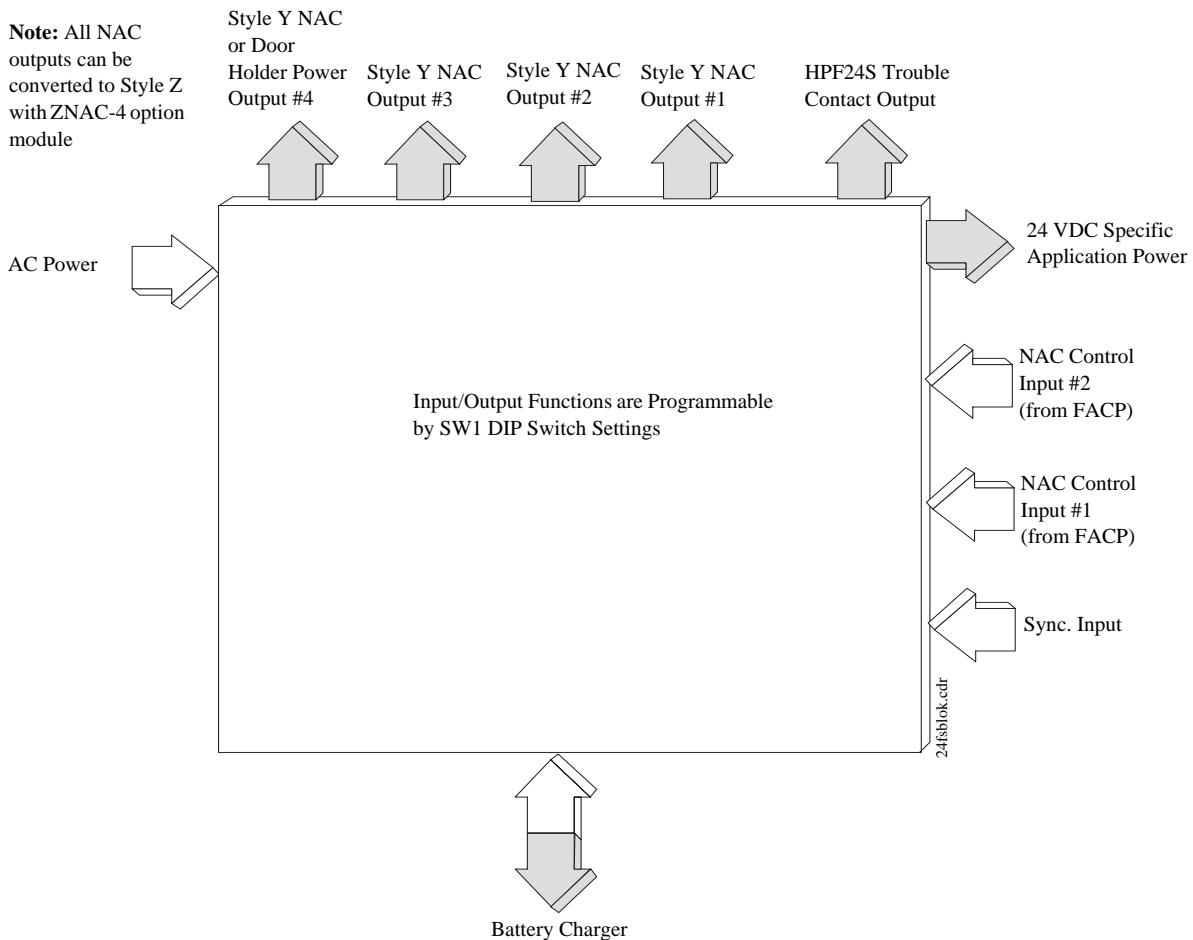 Note: All NAC
outputs can be
converted to Style Z
with ZNAC-4 option
module
Style Y NAC
or Door
Holder Power
Output #4
Style Y NAC
Output #3
Style Y NAC
Output #2
Style Y NAC
Output #1
HPF24S Trouble
Contact Output
AC Power
24 VDC Specific
Application Power
NAC Control
Input #2
(from FACP)
Input/Output Functions are Programmable
by SW1 DIP Switch Settings
NAC Control
Input #1
(from FACP)
Sync. Input
24fsblok.cdr
Battery Charger